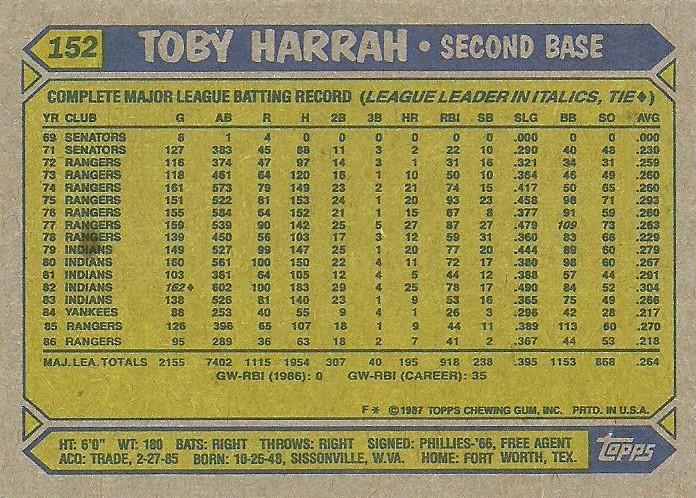 152 TOBY HARRAH • SECOND BASE
COMPLETE MAJOR LEAGUE BATTING RECORD (LEAGUE LEADER IN ITALICS, TIE♦)
YR CLUB G AB R H 2B 3B HR RBI SB SLG BB SO AVG
69 SENATORS 8 1 4 0 0 0 0 0 0 .000 0 0 .000
71 SENATORS 127 383 45 88 11 3 2 22 10 .290 40 48 .230
72 RANGERS 116 374 47 97 14 3 1 31 16 .321 34 31 .259
73 RANGERS 118 461 64 120 16 1 10 50 10 .364 46 49 .260
74 RANGERS 161 573 79 149 23 2 21 74 15 .417 50 65 .260
75 RANGERS 151 522 81 153 24 1 20 93 23 .458 98 71 .293
76 RANGERS 155 584 64 152 21 1 15 67 8 .377 91 59 .260
77 RANGERS 159 539 90 142 25 5 27 87 27 .479 109 73 .263
78 RANGERS 139 450 56 103 17 3 12 59 31 .360 83 66 .229
79 INDIANS 149 527 99 147 25 1 20 77 20 .444 89 60 .279
80 INDIANS 160 561 100 150 22 4 11 72 17 .380 98 60 .267
81 INDIANS 103 361 64 105 12 4 5 44 12 .388 57 44 .291
82 INDIANS 162♦ 602 100 183 29 4 25 78 17 .490 84 52 .304
83 INDIANS 138 526 81 140 23 1 9 53 16 .365 75 49 .266
84 YANKEES 88 253 40 55 9 4 1 26 3 .296 42 28 .217
85 RANGERS 126 396 65 107 18 1 9 44 11 .389 113 60 .270
86 RANGERS 95 289 36 63 18 2 7 41 2 .367 44 53 .218
MAJ. LEA. TOTALS 2155 7402 1115 1954 307 40 195 918 238 .395 1153 868 .264
GW-RBI (1986): 0 GW-RBI (CAREER): 35
F* ©1987 TOPPS CHEWING GUM, INC. PRTD. IN U.S.A.
HT: 6'0" WT: 180 BATS: RIGHT THROWS: RIGHT SIGNED: PHILLIES-'66, FREE AGENT
ACQ: TRADE, 2-27-85 BORN: 10-26-48, SISSONVILLE, W.VA. HOME: FORT WORTH, TEX.
Topps